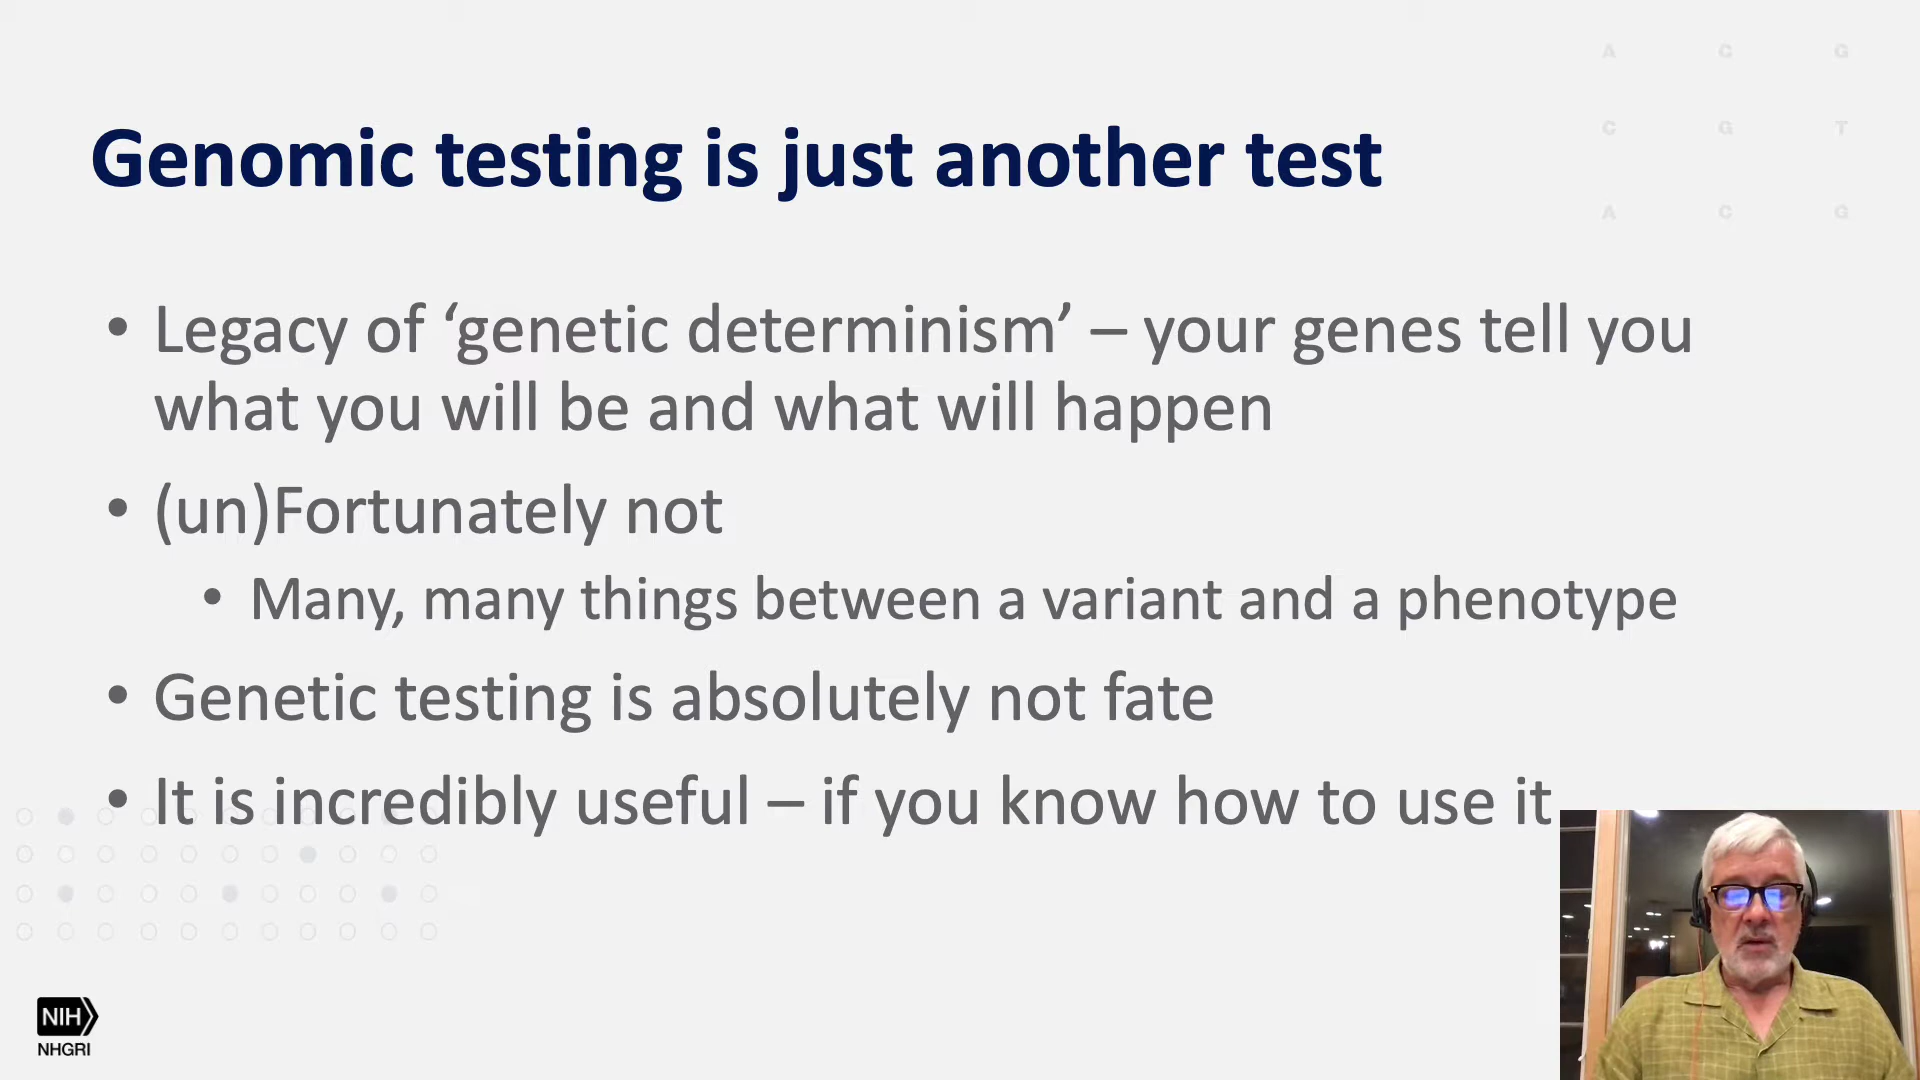 A C G
C G T
A C G
Genomic testing is just another test
• Legacy of ‘genetic determinism’ – your genes tell you
what you will be and what will happen
• (un)Fortunately not
• Many, many things between a variant and a phenotype
• Genetic testing is absolutely not fate
• It is incredibly useful – if you know how to use it
NIH
NHGRI